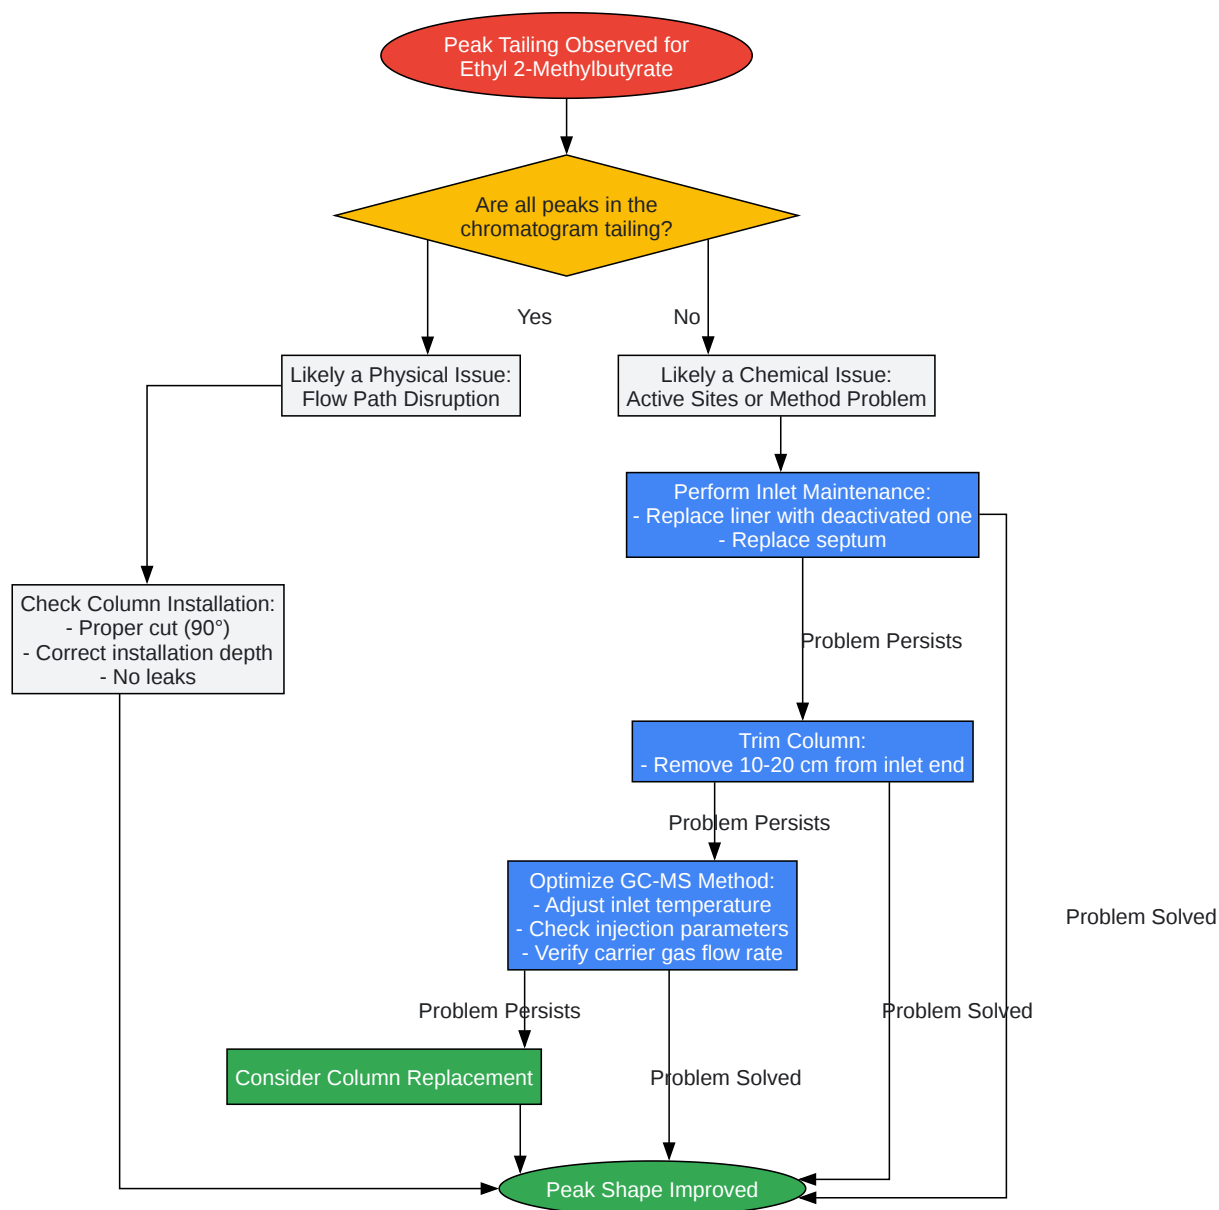 Peak Tailing Observed for
Ethyl 2-Methylbutyrate
Are all peaks in the
chromatogram tailing?
Yes
No
Likely a Physical Issue:
Flow Path Disruption
Likely a Chemical Issue:
Active Sites or Method Problem
Perform Inlet Maintenance:
- Replace liner with deactivated one
- Replace septum
Check Column Installation:
- Proper cut (90°)
- Correct installation depth
- No leaks
Problem Persists
Trim Column:
- Remove 10-20 cm from inlet end
Problem Persists
Optimize GC-MS Method:
- Adjust inlet temperature
- Check injection parameters
- Verify carrier gas flow rate
Problem Solved
Problem Persists
Problem Solved
Consider Column Replacement
Problem Solved
Peak Shape Improved